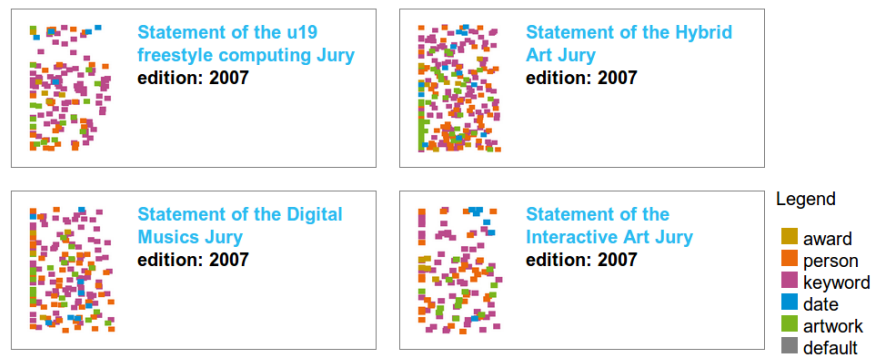 Statement of the u19
freestyle computing Jury
edition: 2007
Statement of the Hybrid
Art Jury
edition: 2007
Statement of the Digital
Musics Jury
edition: 2007
Statement of the
Interactive Art Jury
edition: 2007
Legend
award
person
keyword
date
artwork
default